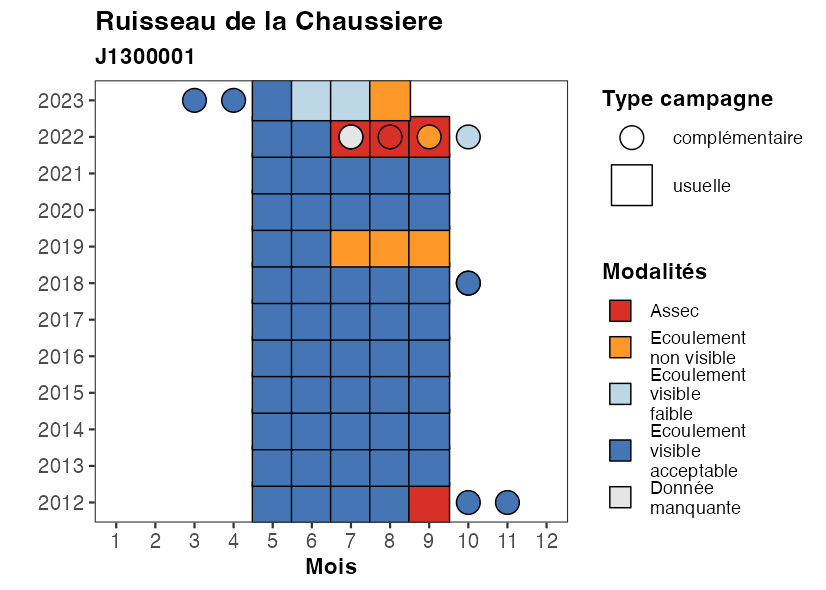 Ruisseau de la Chaussiere
J1300001
2023
2022
2021
2020
2019
2018
2017
2016
2015
2014
2013
2012
1 2 3 4 5 6 7 8 9 10 11 12
Mois
Type campagne
complémentaire
usuelle
Modalités
Assec
Ecoulement
non visible
Ecoulement
visible
faible
Ecoulement
visible
acceptable
Donnée
manquante